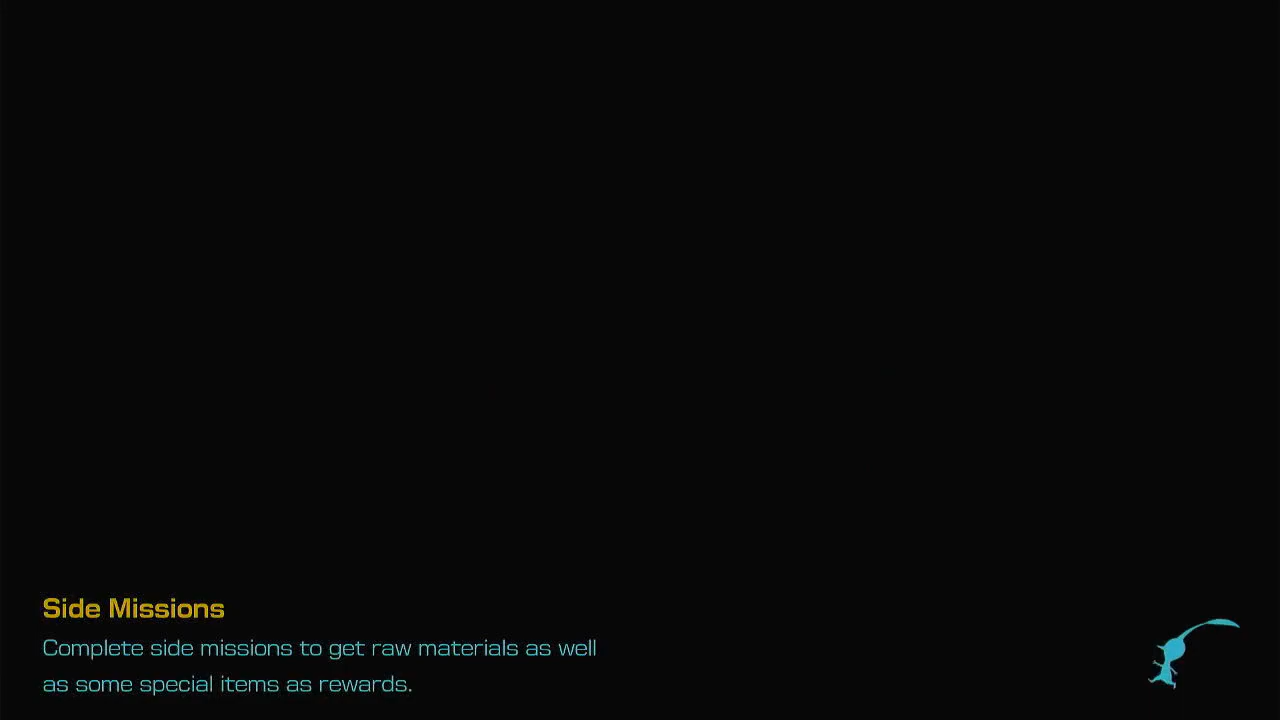 Side Missions
Complete side missions to get raw materials as well
as some special items as rewards.